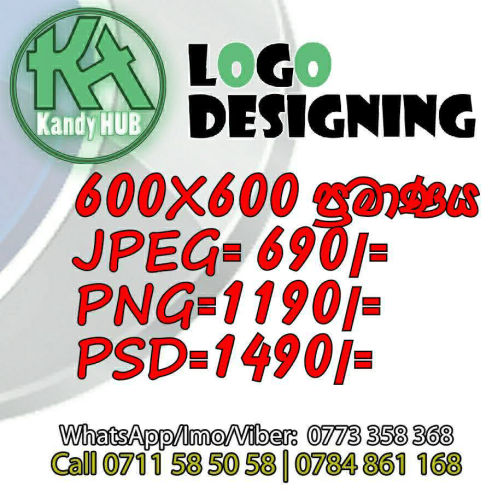 KA
Kandy HUB
LOGO
DESIGNING
600X600 ප්‍රමාණය
JPEG= 690/=
PNG=1190/=
PSD=1490/=
WhatsApp/Imo/Viber: 0773 358 368
Call 0711 58 50 58 | 0784 861 168